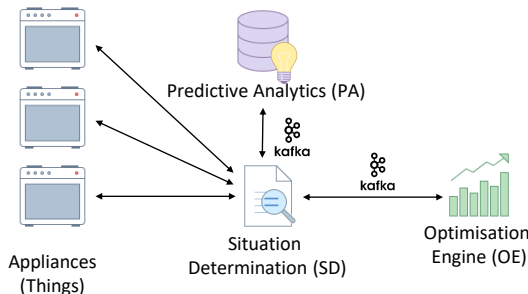 Predictive Analytics (PA)
kafka
kafka
Situation
Determination (SD)
Optimisation
Engine (OE)
Appliances
(Things)